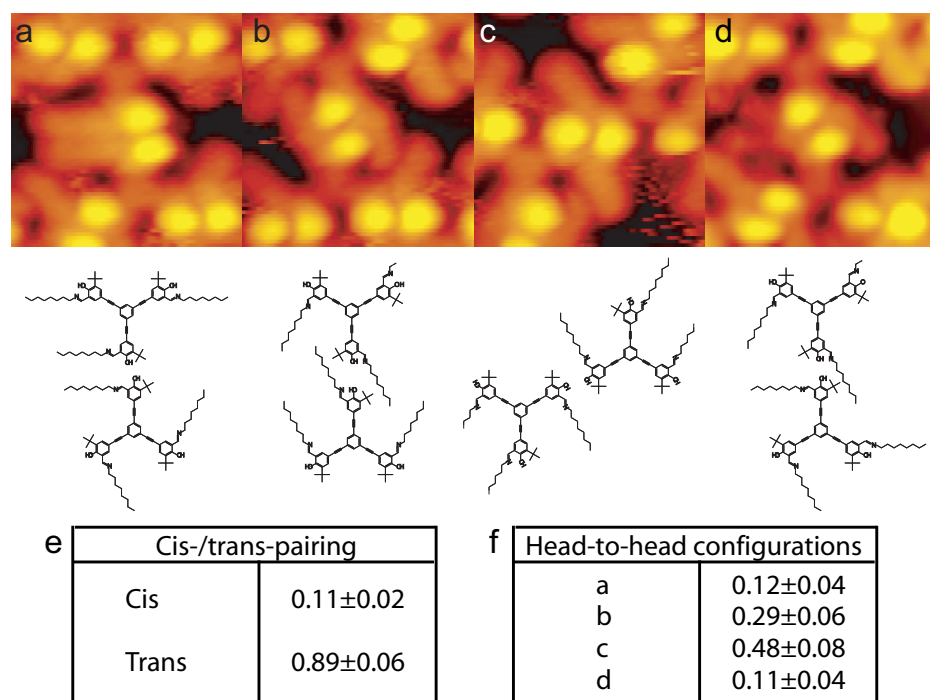 a b c d
e Cis-/trans-pairing
Cis 0.11±0.02
Trans 0.89±0.06
f Head-to-head configurations
a 0.12±0.04
b 0.29±0.06
c 0.48±0.08
d 0.11±0.04